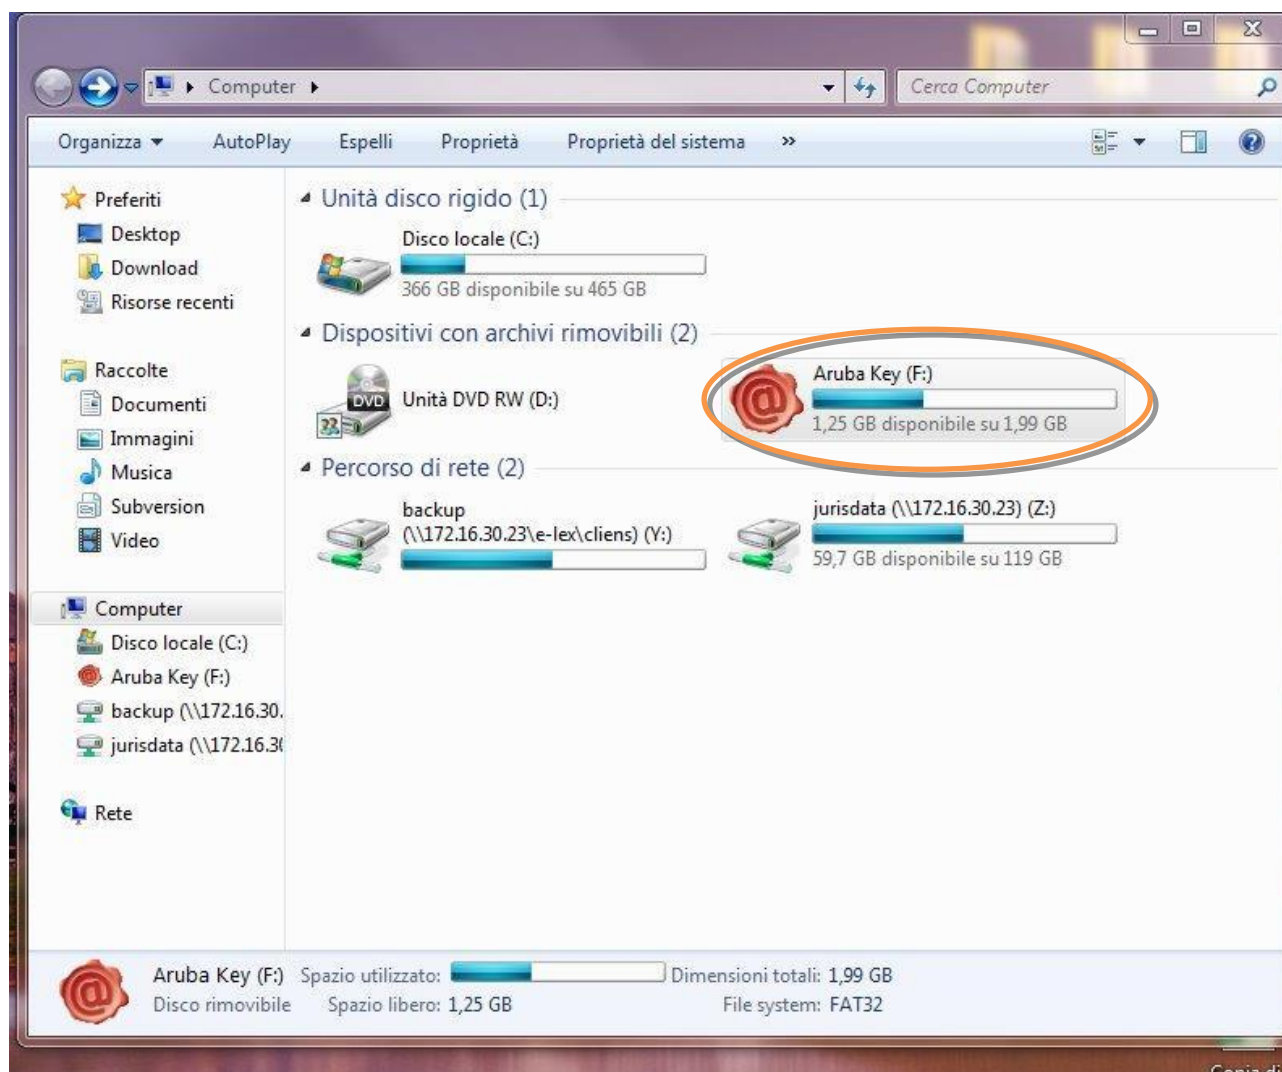 Computer
Cerca Computer
Organizza
AutoPlay
Espelli
Proprietà
Proprietà del sistema
»
Preferiti
Desktop
Download
Risorse recenti
Raccolte
Documenti
Immagini
Musica
Subversion
Video
Computer
Disco locale (C:)
Aruba Key (F:)
backup (\\172.16.30.
jurisdata (\\172.16.30
Rete
Unità disco rigido (1)
Disco locale (C:)
366 GB disponibile su 465 GB
Dispositivi con archivi rimovibili (2)
DVD
Unità DVD RW (D:)
Aruba Key (F:)
1,25 GB disponibile su 1,99 GB
Percorso di rete (2)
backup
(\\172.16.30.23\e-lex\cliens) (Y:)
jurisdata (\\172.16.30.23) (Z:)
59,7 GB disponibile su 119 GB
Aruba Key (F:) Spazio utilizzato: Dimensioni totali: 1,99 GB
Disco rimovibile Spazio libero: 1,25 GB File system: FAT32